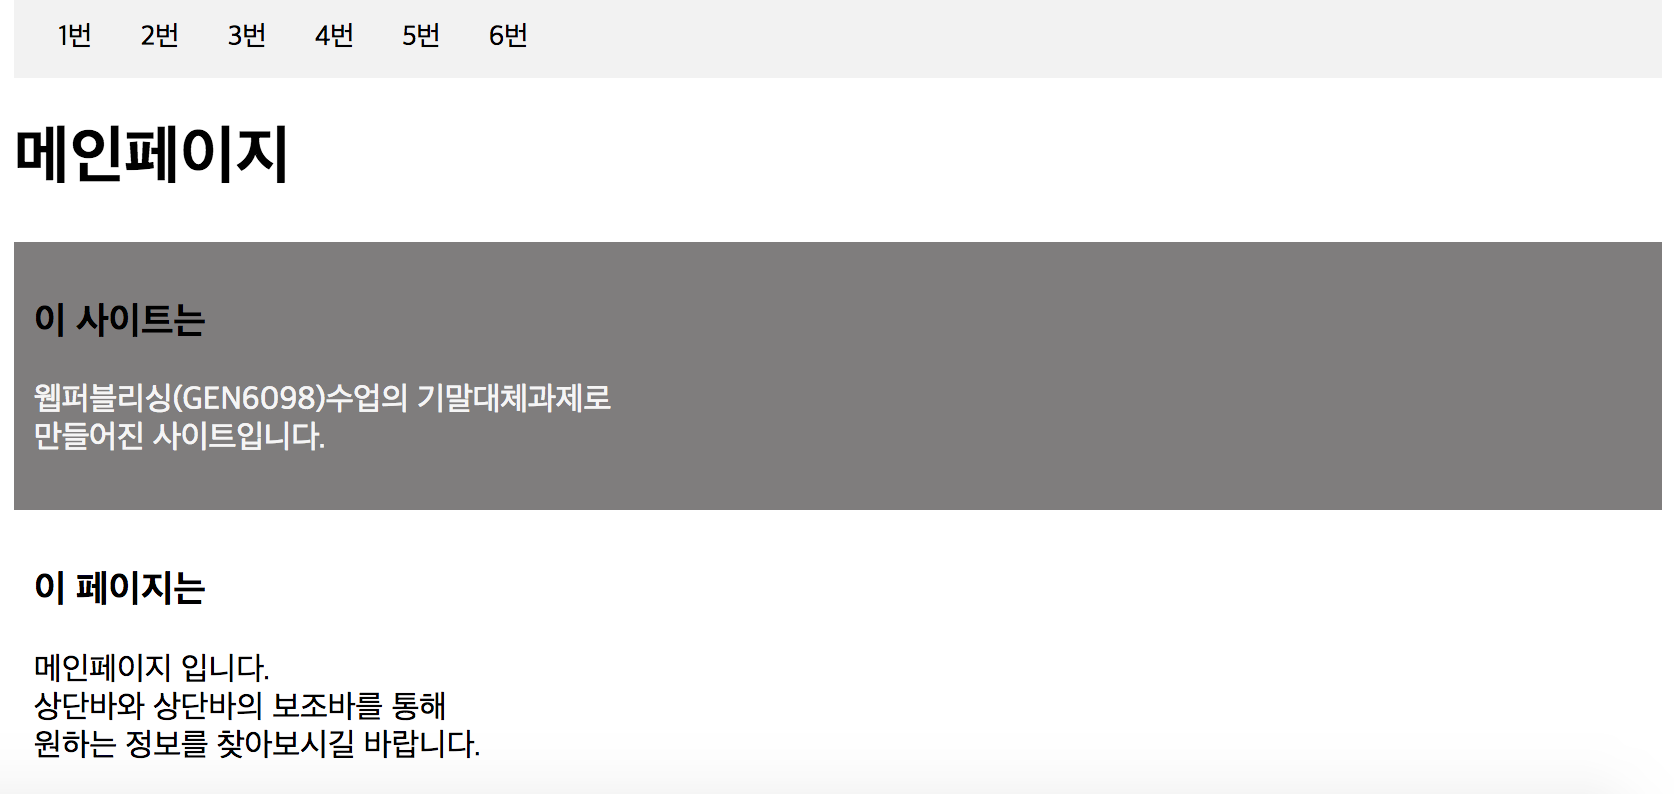 1번 2번 3번 4번 5번 6번
메인페이지
이 사이트는
웹퍼블리싱(GEN6098)수업의 기말대체과제로
만들어진 사이트입니다.
이 페이지는
메인페이지 입니다.
상단바와 상단바의 보조바를 통해
원하는 정보를 찾아보시길 바랍니다.